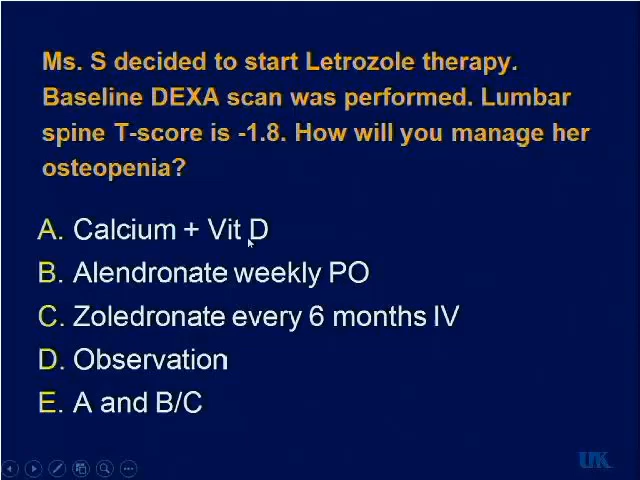 Ms. S decided to start Letrozole therapy.
Baseline DEXA scan was performed. Lumbar
spine T-score is -1.8. How will you manage her
osteopenia?
A. Calcium + Vit D
B. Alendronate weekly PO
C. Zoledronate every 6 months IV
D. Observation
E. A and B/C
UK